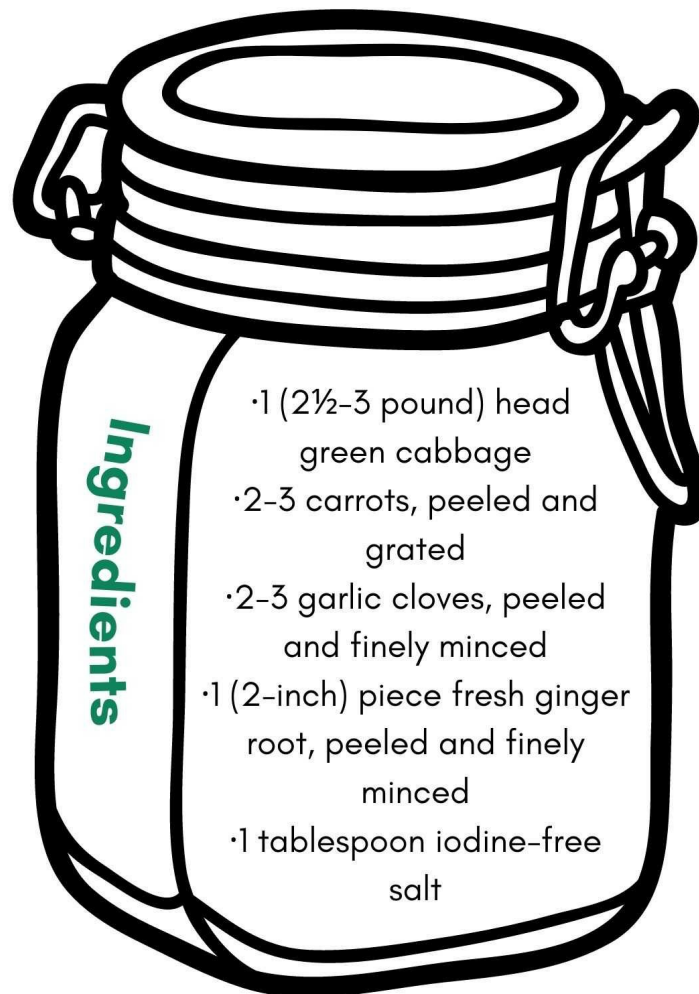 Ingredients
·1 (2½-3 pound) head
green cabbage
·2-3 carrots, peeled and
grated
·2-3 garlic cloves, peeled
and finely minced
·1 (2-inch) piece fresh ginger
root, peeled and finely
minced
·1 tablespoon iodine-free
salt